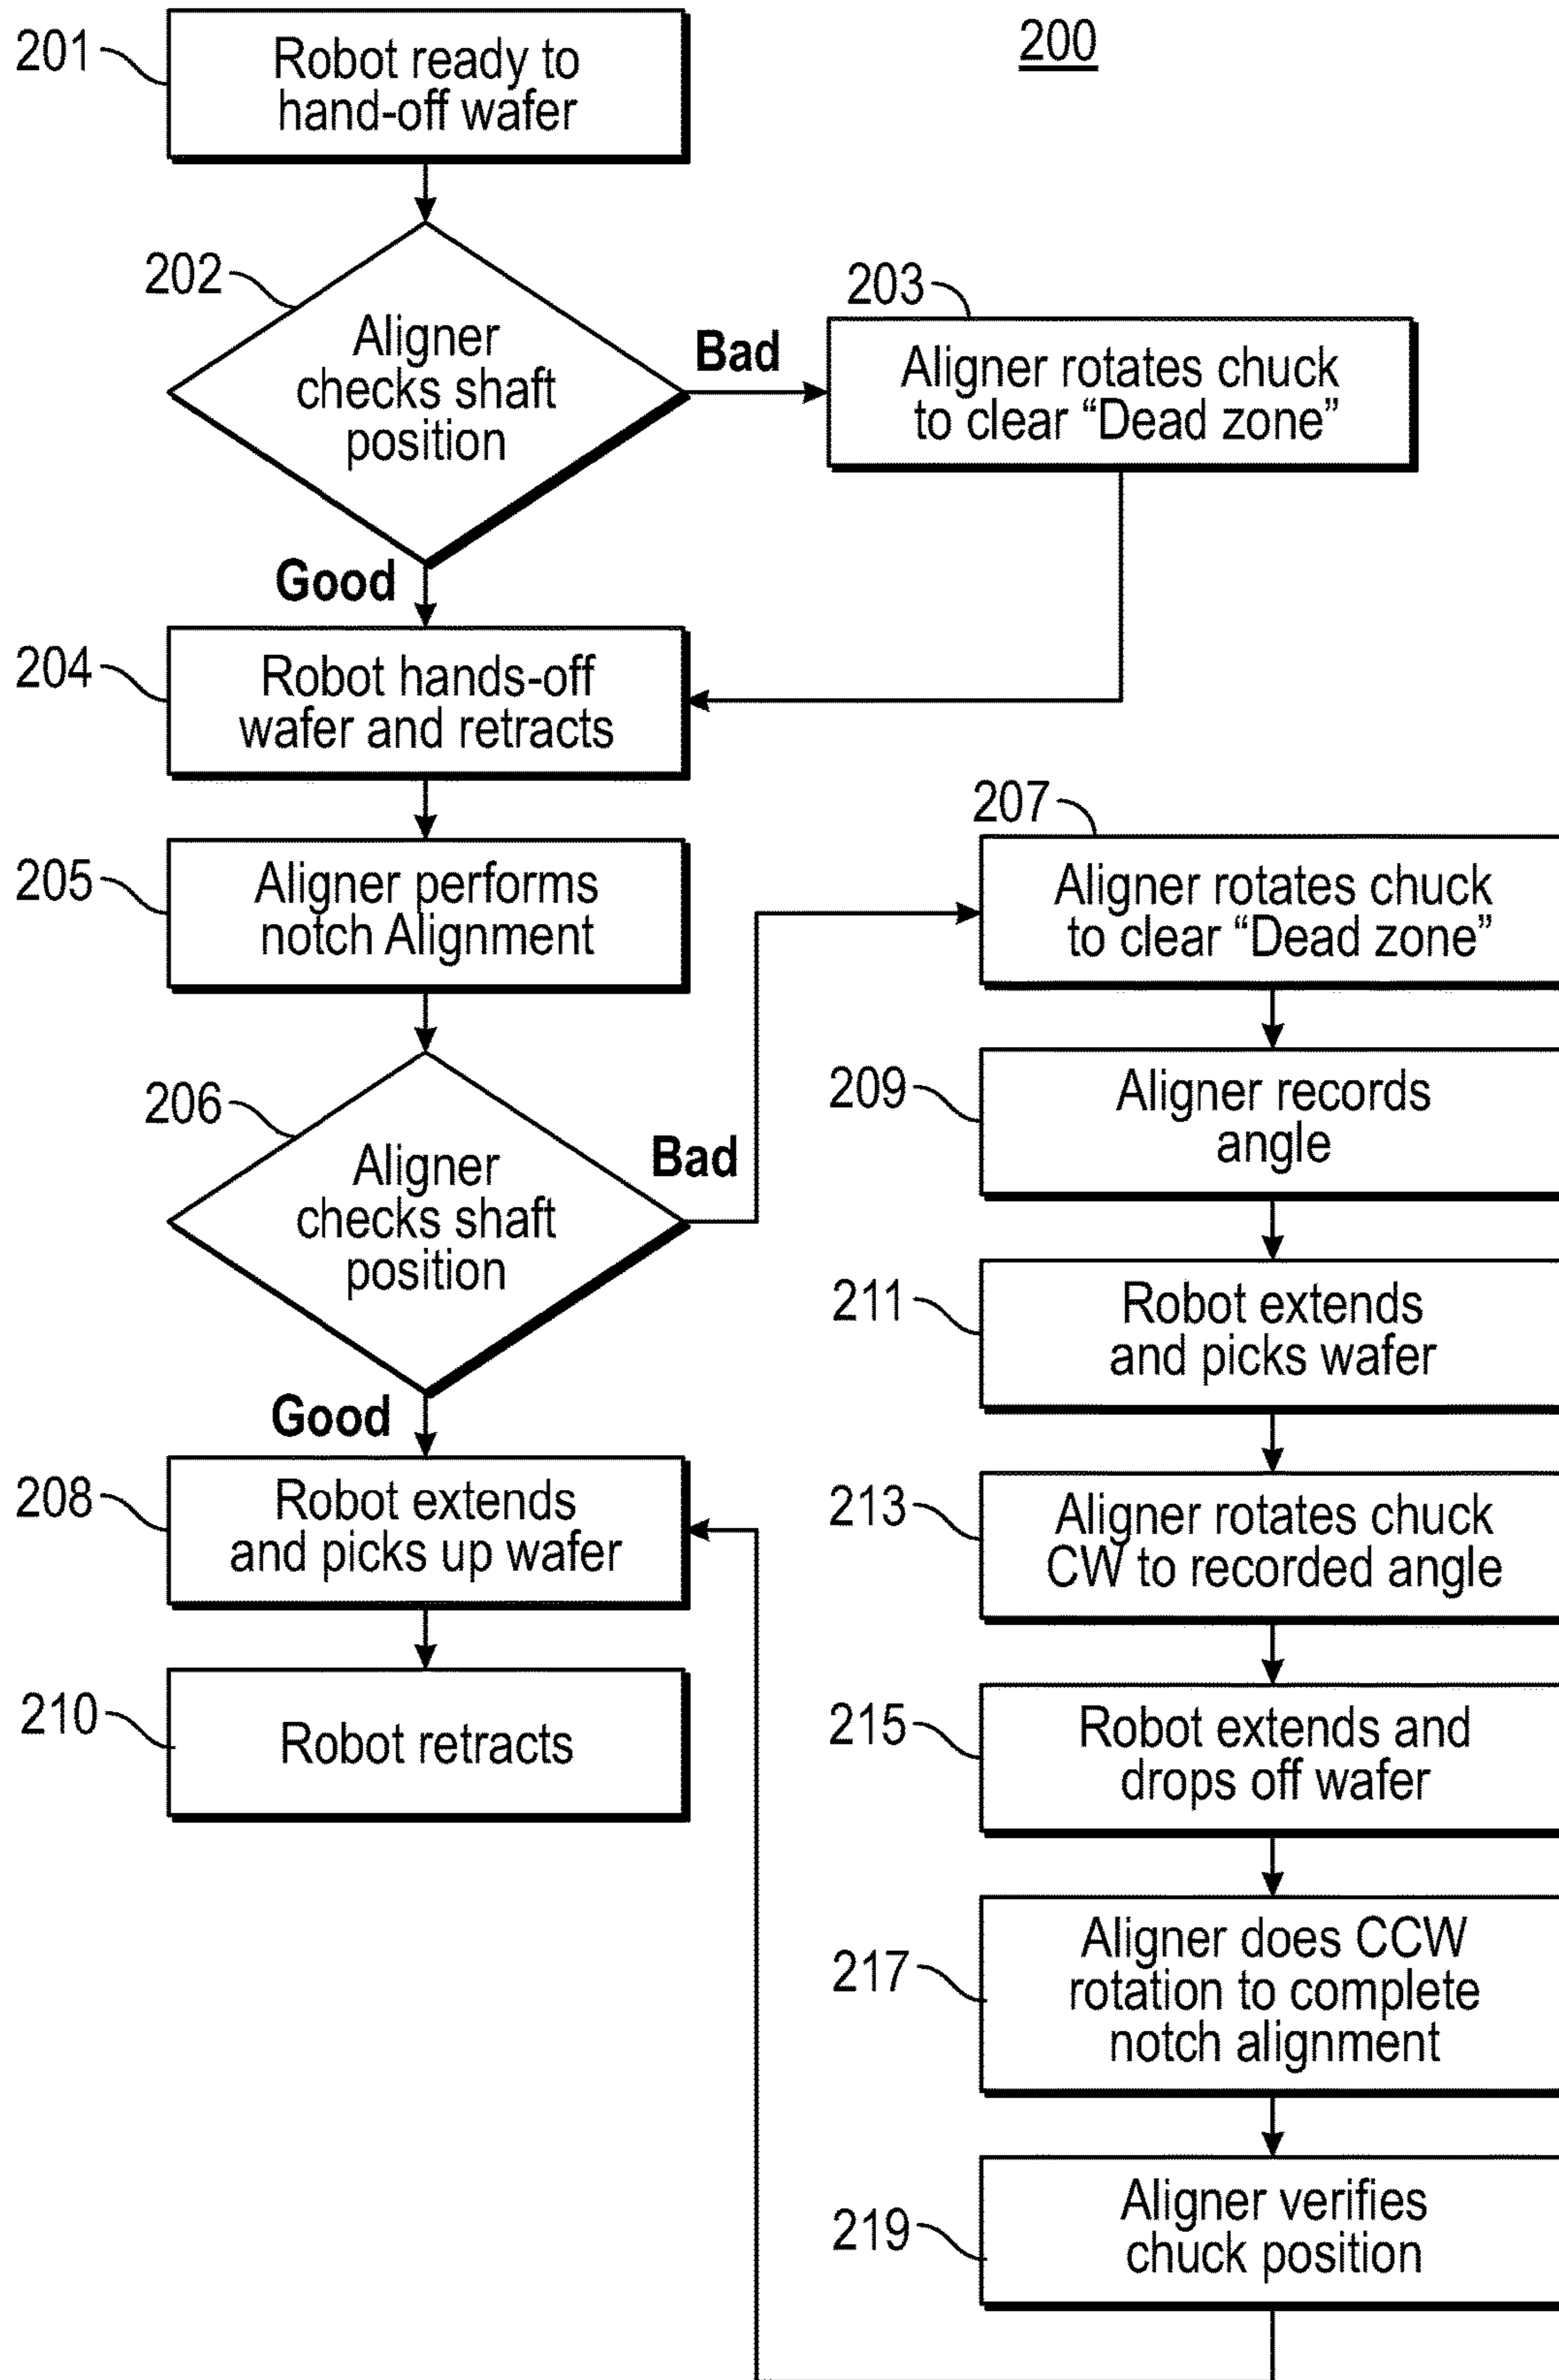 200
201
Robot ready to
hand-off wafer
202
Aligner
checks shaft
position
Bad
203
Aligner rotates chuck
to clear “Dead zone”
Good
204
Robot hands-off
wafer and retracts
205
Aligner performs
notch Alignment
206
Aligner
checks shaft
position
Bad
207
Aligner rotates chuck
to clear “Dead zone”
209
Aligner records
angle
211
Robot extends
and picks wafer
213
Aligner rotates chuck
CW to recorded angle
215
Robot extends and
drops off wafer
217
Aligner does CCW
rotation to complete
notch alignment
219
Aligner verifies
chuck position
Good
208
Robot extends
and picks up wafer
210
Robot retracts